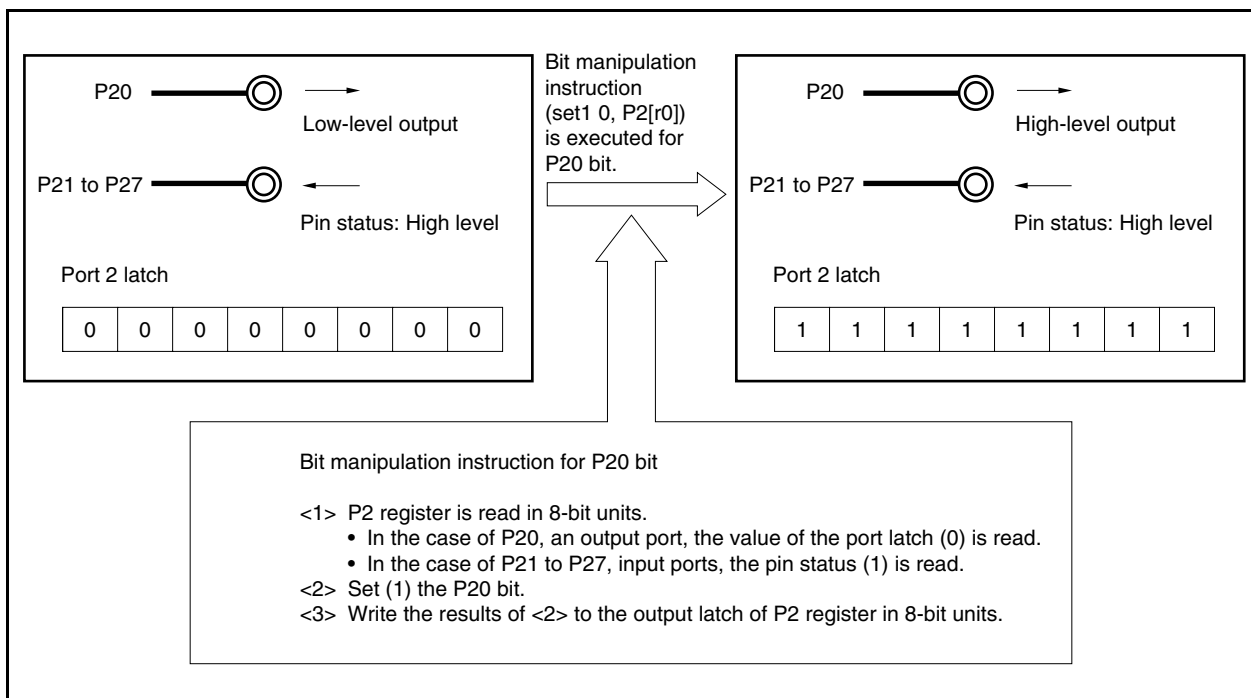 P20
Low-level output
P21 to P27
Pin status: High level
Port 2 latch
0 0 0 0 0 0 0 0
Bit manipulation
instruction
(set1 0, P2[r0])
is executed for
P20 bit.
P20
High-level output
P21 to P27
Pin status: High level
Port 2 latch
1 1 1 1 1 1 1 1
Bit manipulation instruction for P20 bit
<1> P2 register is read in 8-bit units.
• In the case of P20, an output port, the value of the port latch (0) is read.
• In the case of P21 to P27, input ports, the pin status (1) is read.
<2> Set (1) the P20 bit.
<3> Write the results of <2> to the output latch of P2 register in 8-bit units.